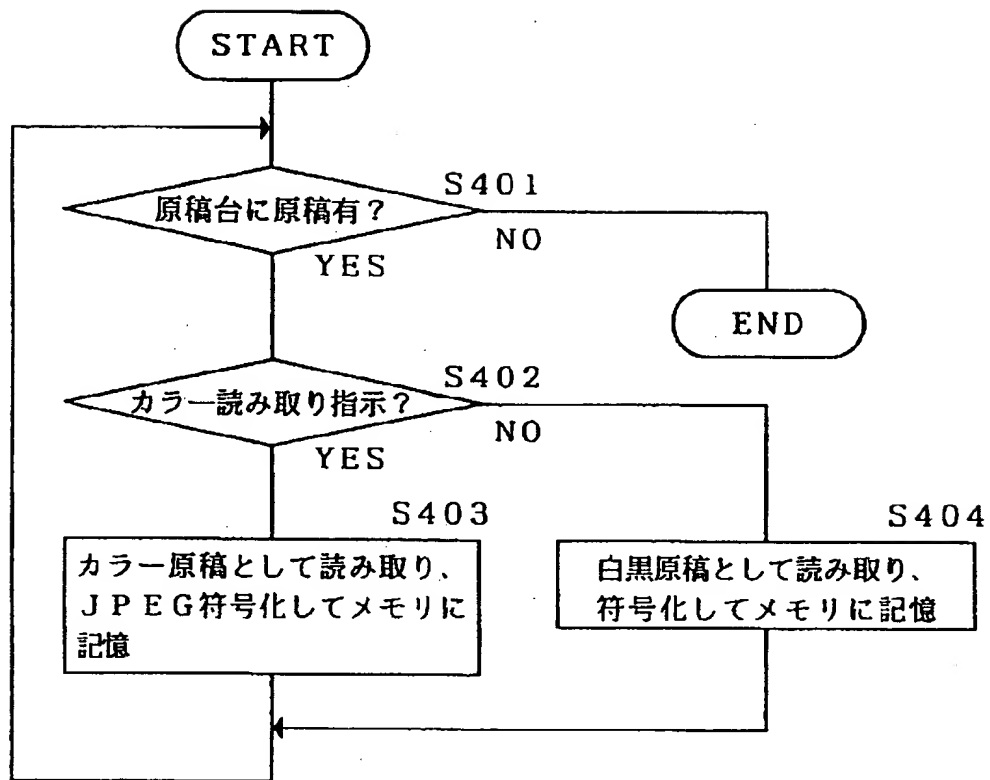 START
S401
原稿台に原稿有?
NO
YES
END
S402
カラー読み取り指示?
NO
YES
S403
S404
カラー原稿として読み取り、
JPEG符号化してメモリに
記憶
白黒原稿として読み取り、
符号化してメモリに記憶